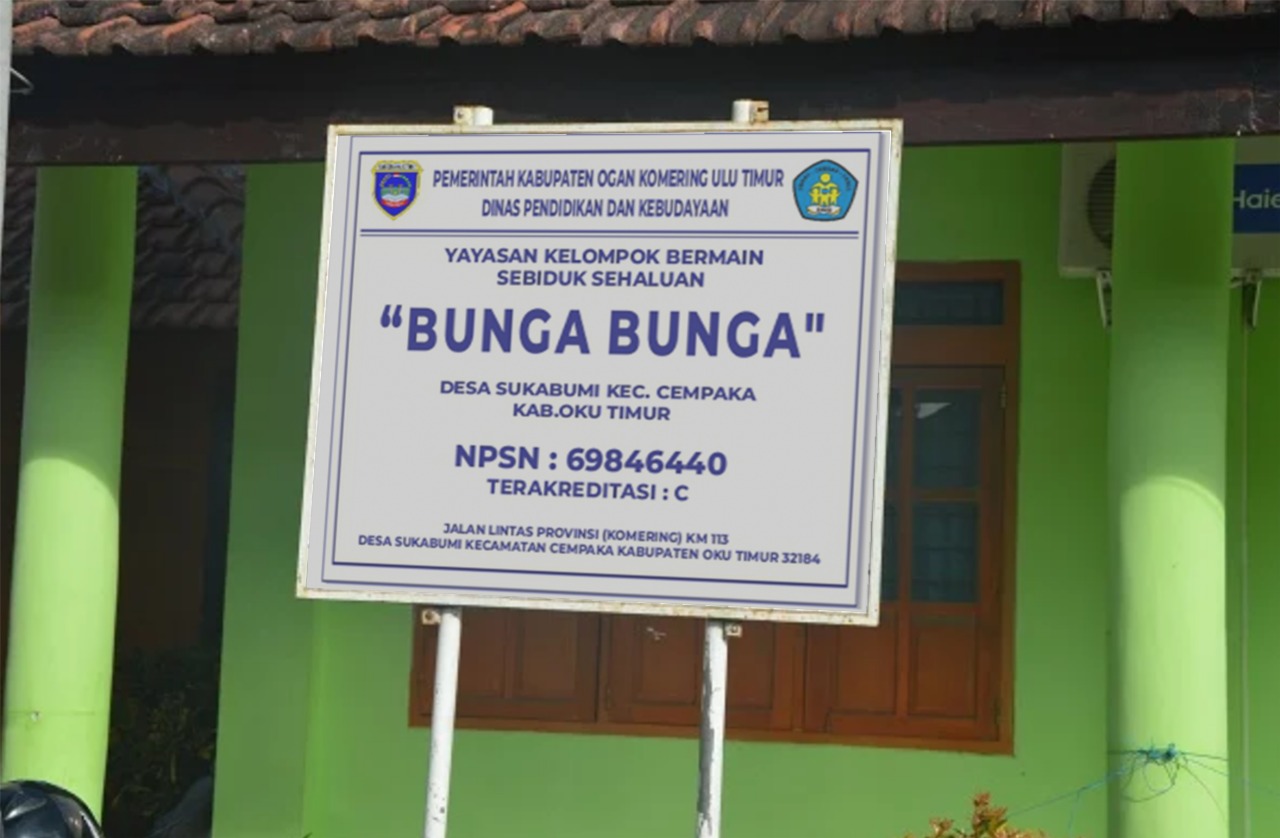 PEMERINTAH KABUPATEN OGAN KOMERING ULU TIMUR
DINAS PENDIDIKAN DAN KEBUDAYAAN
YAYASAN KELOMPOK BERMAIN
SEBIDUK SEHALUAN
“BUNGA BUNGA"
DESA SUKABUMI KEC. CEMPAKA
KAB.OKU TIMUR
NPSN : 69846440
TERAKREDITASI : C
JALAN LINTAS PROVINSI (KOMERING) KM 113
DESA SUKABUMI KECAMATAN CEMPAKA KABUPATEN OKU TIMUR 32184